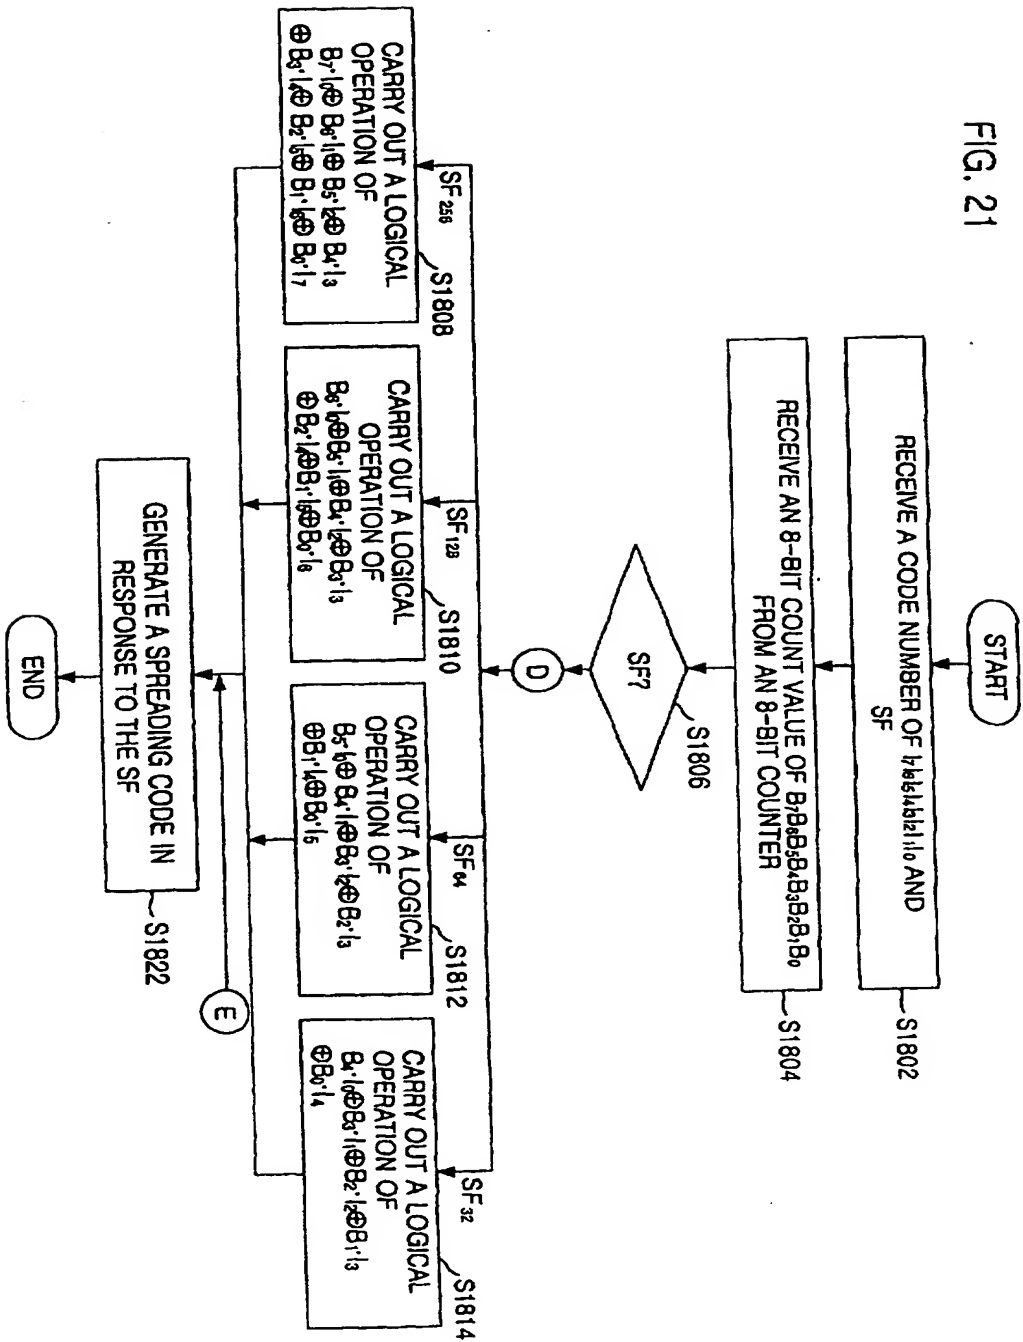 FIG. 21
START
RECEIVE A CODE NUMBER OF I₇I₆I₅I₄I₃I₂I₁I₀ AND
SF
S1802
RECEIVE AN 8-BIT COUNT VALUE OF B₇B₆B₅B₄B₃B₂B₁B₀
FROM AN 8-BIT COUNTER
S1804
SF?
S1806
D
SF₂₅₆
S1808
CARRY OUT A LOGICAL
OPERATION OF
B₇·I₀⊕ B₆·I₁⊕ B₅·I₂⊕ B₄·I₃
⊕ B₃·I₄⊕ B₂·I₅⊕ B₁·I₆⊕ B₀·I₇
SF₁₂₈
S1810
CARRY OUT A LOGICAL
OPERATION OF
B₆·I₀⊕B₅·I₁⊕B₄·I₂⊕B₃·I₃
⊕B₂·I₄⊕B₁·I₅⊕B₀·I₆
SF₆₄
S1812
CARRY OUT A LOGICAL
OPERATION OF
B₅·I₀⊕ B₄·I₁⊕B₃·I₂⊕B₂·I₃
⊕B₁·I₄⊕B₀·I₅
SF₃₂
S1814
CARRY OUT A LOGICAL
OPERATION OF
B₄·I₀⊕B₃·I₁⊕B₂·I₂⊕B₁·I₃
⊕B₀·I₄
E
GENERATE A SPREADING CODE IN
RESPONSE TO THE SF
S1822
END